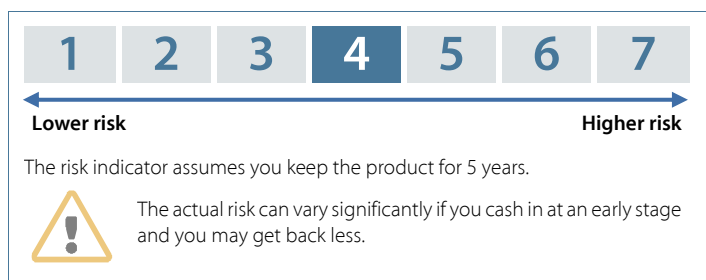 1 2 3 4 5 6 7
Lower risk Higher risk
The risk indicator assumes you keep the product for 5 years.
The actual risk can vary significantly if you cash in at an early stage
and you may get back less.